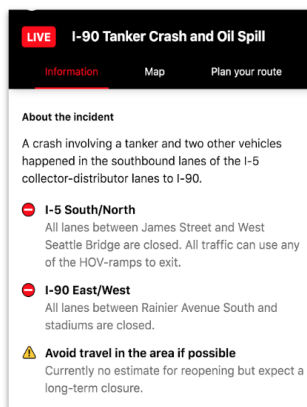 LIVE I-90 Tanker Crash and Oil Spill
Information Map Plan your route
About the incident
A crash involving a tanker and two other vehicles
happened in the southbound lanes of the I-5
collector-distributor lanes to I-90.
I-5 South/North
All lanes between James Street and West
Seattle Bridge are closed. All traffic can use any
of the HOV-ramps to exit.
I-90 East/West
All lanes between Rainier Avenue South and
stadiums are closed.
Avoid travel in the area if possible
Currently no estimate for reopening but expect a
long-term closure.